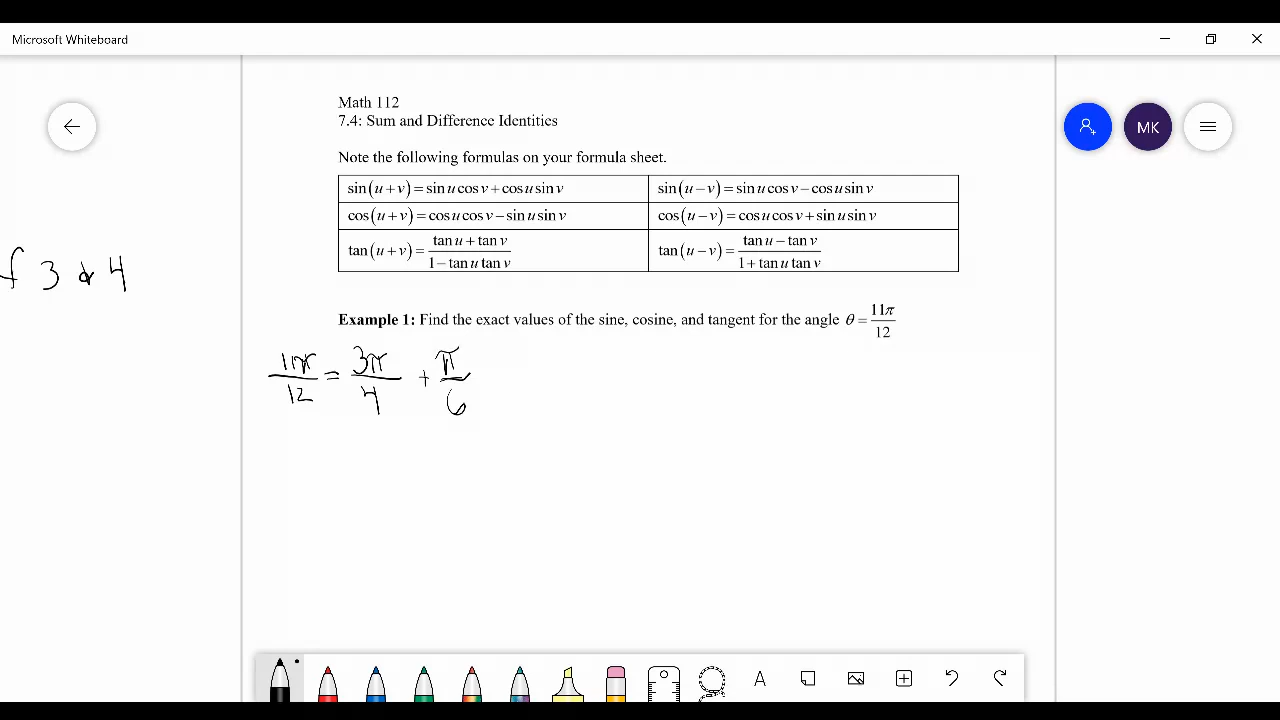 Microsoft Whiteboard
MK
Math 112
7.4: Sum and Difference Identities
Note the following formulas on your formula sheet.
sin(u+v)=sin u cos v+cos u sin v
sin(u−v)=sin u cos v−cos u sin v
cos(u+v)=cos u cos v−sin u sin v
cos(u−v)=cos u cos v+sin u sin v
tan(u+v)=(tan u+tan v)/(1−tan u tan v)
tan(u−v)=(tan u−tan v)/(1+tan u tan v)
f 3 & 4
Example 1: Find the exact values of the sine, cosine, and tangent for the angle θ=11π/12
11π/12 = 3π/4 + π/6
A